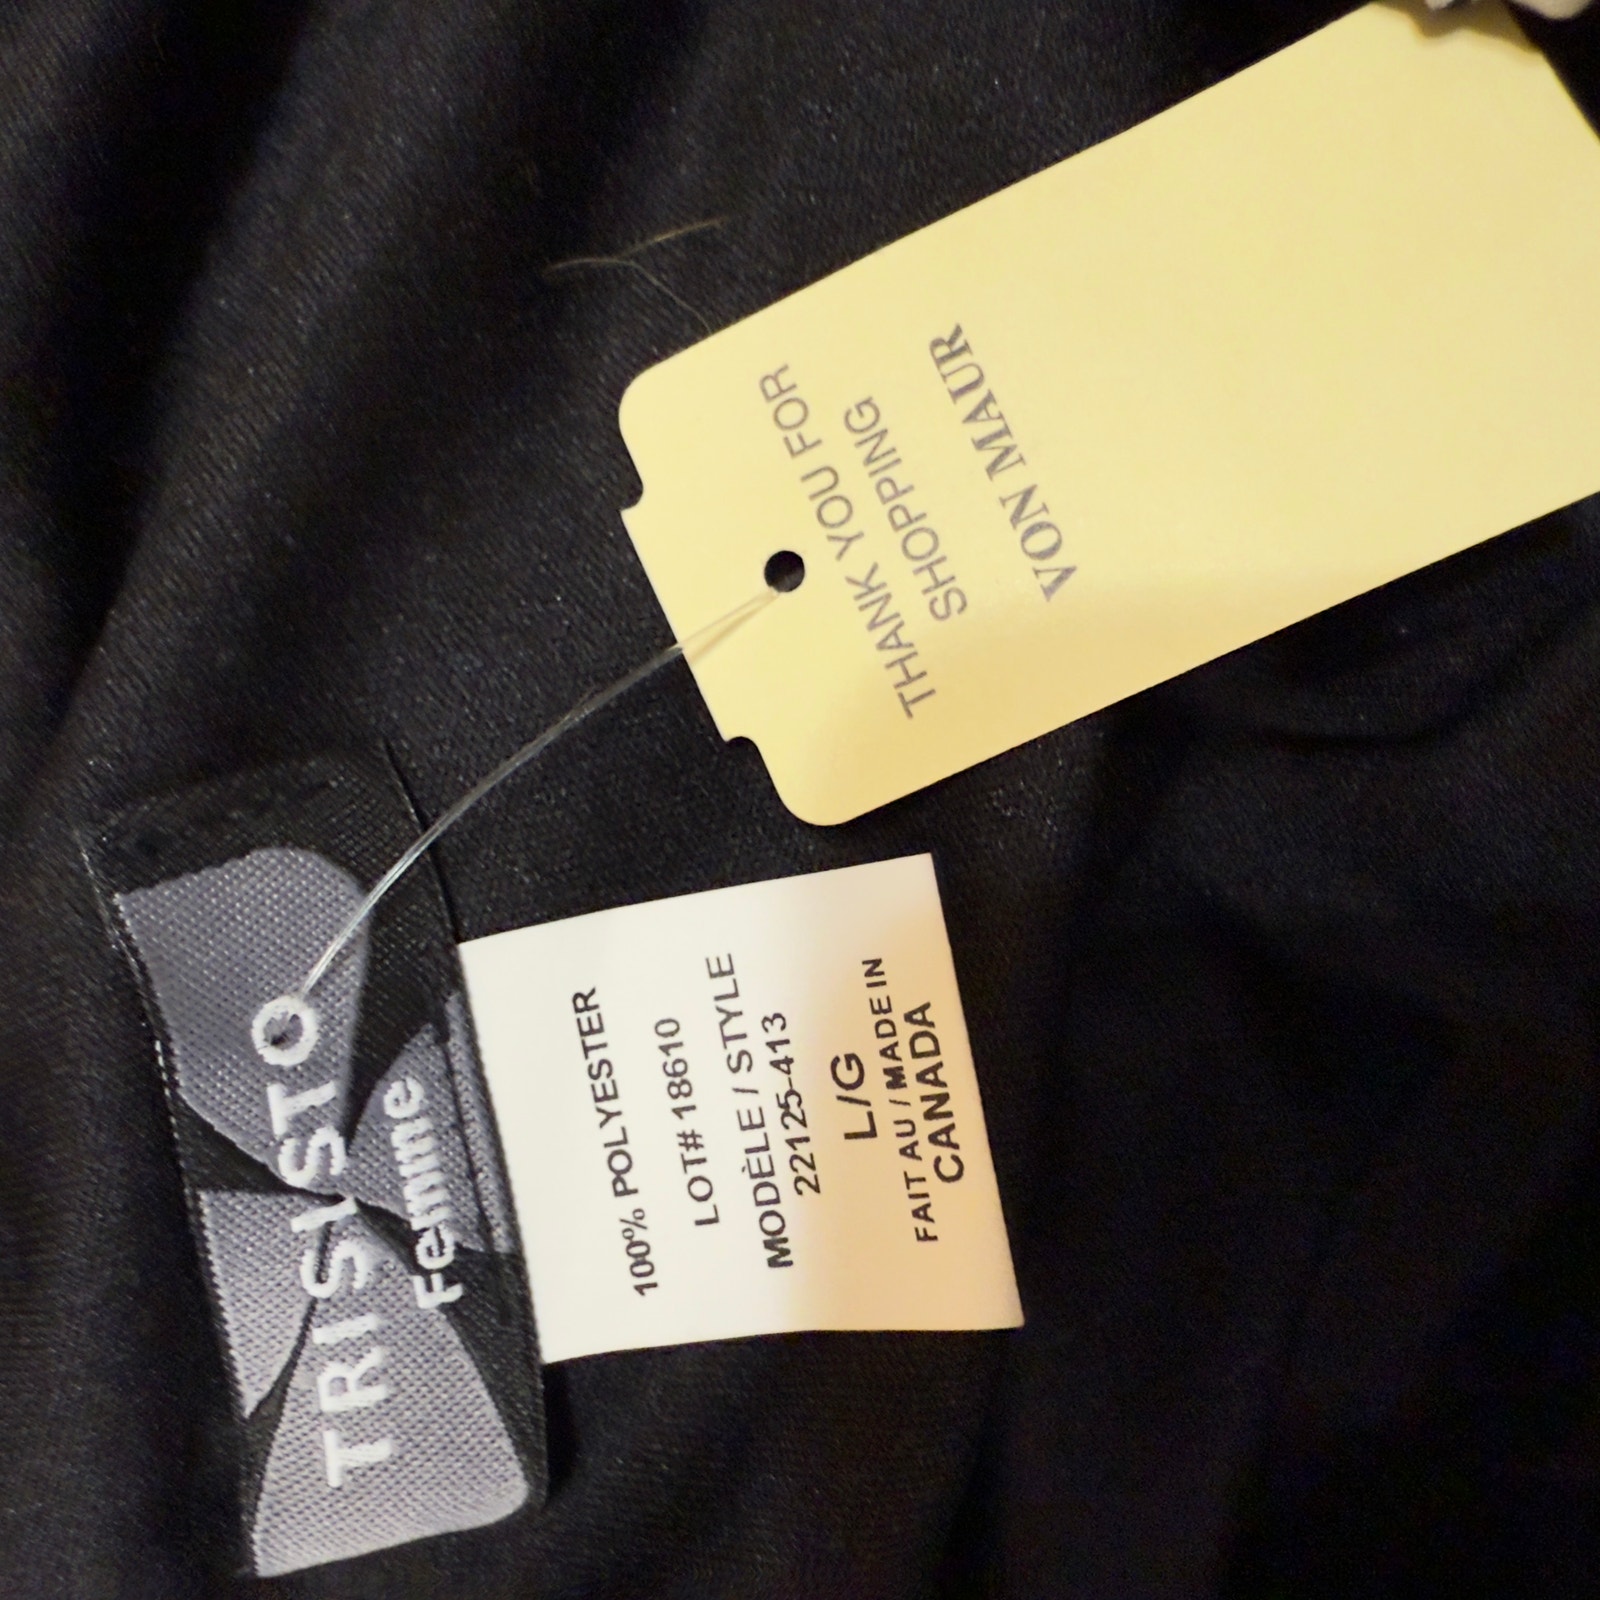 THANK YOU FOR
SHOPPING
VON MAUR
TRISISTO
Femme
100% POLYESTER
LOT# 18610
MODÈLE / STYLE
22125-413
L/G
FAIT AU / MADE IN
CANADA